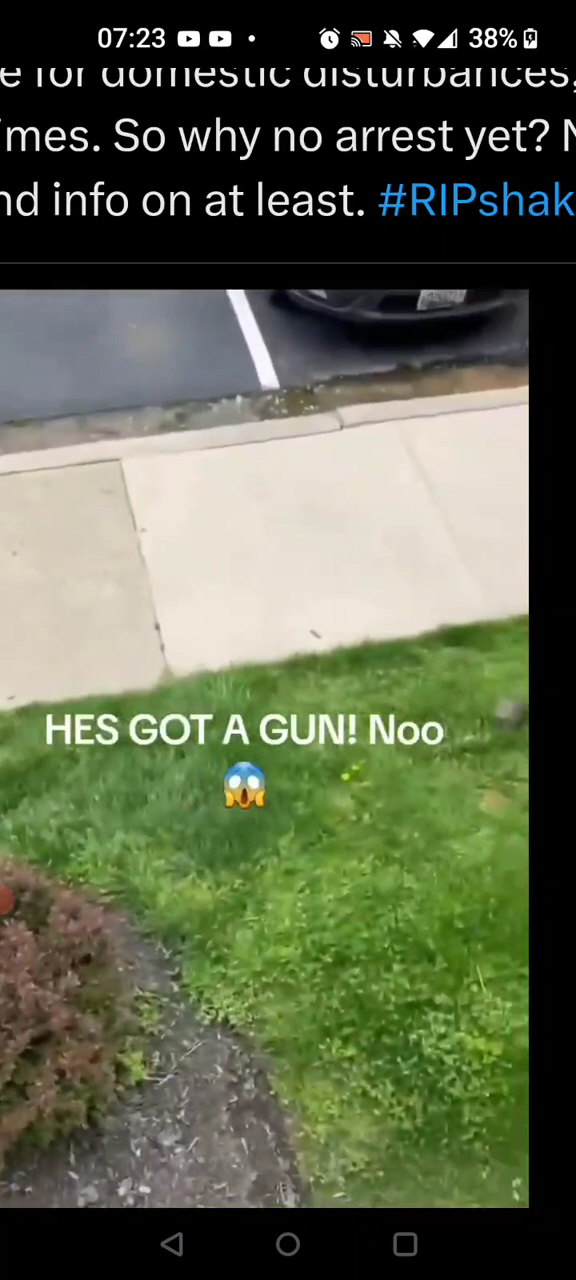 07:23 38%
e for domestic disturbances,
imes. So why no arrest yet? N
nd info on at least. #RIPshak
HES GOT A GUN! Noo
😱